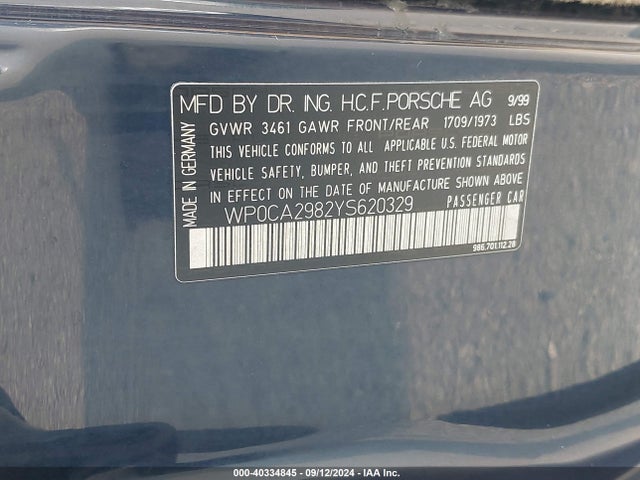 MFD BY DR. ING. H.C.F. PORSCHE AG 9/99
GVWR 3461 GAWR FRONT/REAR 1709/1973 LBS
THIS VEHICLE CONFORMS TO ALL APPLICABLE U.S. FEDERAL MOTOR
VEHICLE SAFETY, BUMPER, AND THEFT PREVENTION STANDARDS
IN EFFECT ON THE DATE OF MANUFACTURE SHOWN ABOVE
WP0CA2982YS620329 PASSENGER CAR
986.701.112.28
MADE IN GERMANY
000-40334845 - 09/12/2024 - IAA Inc.